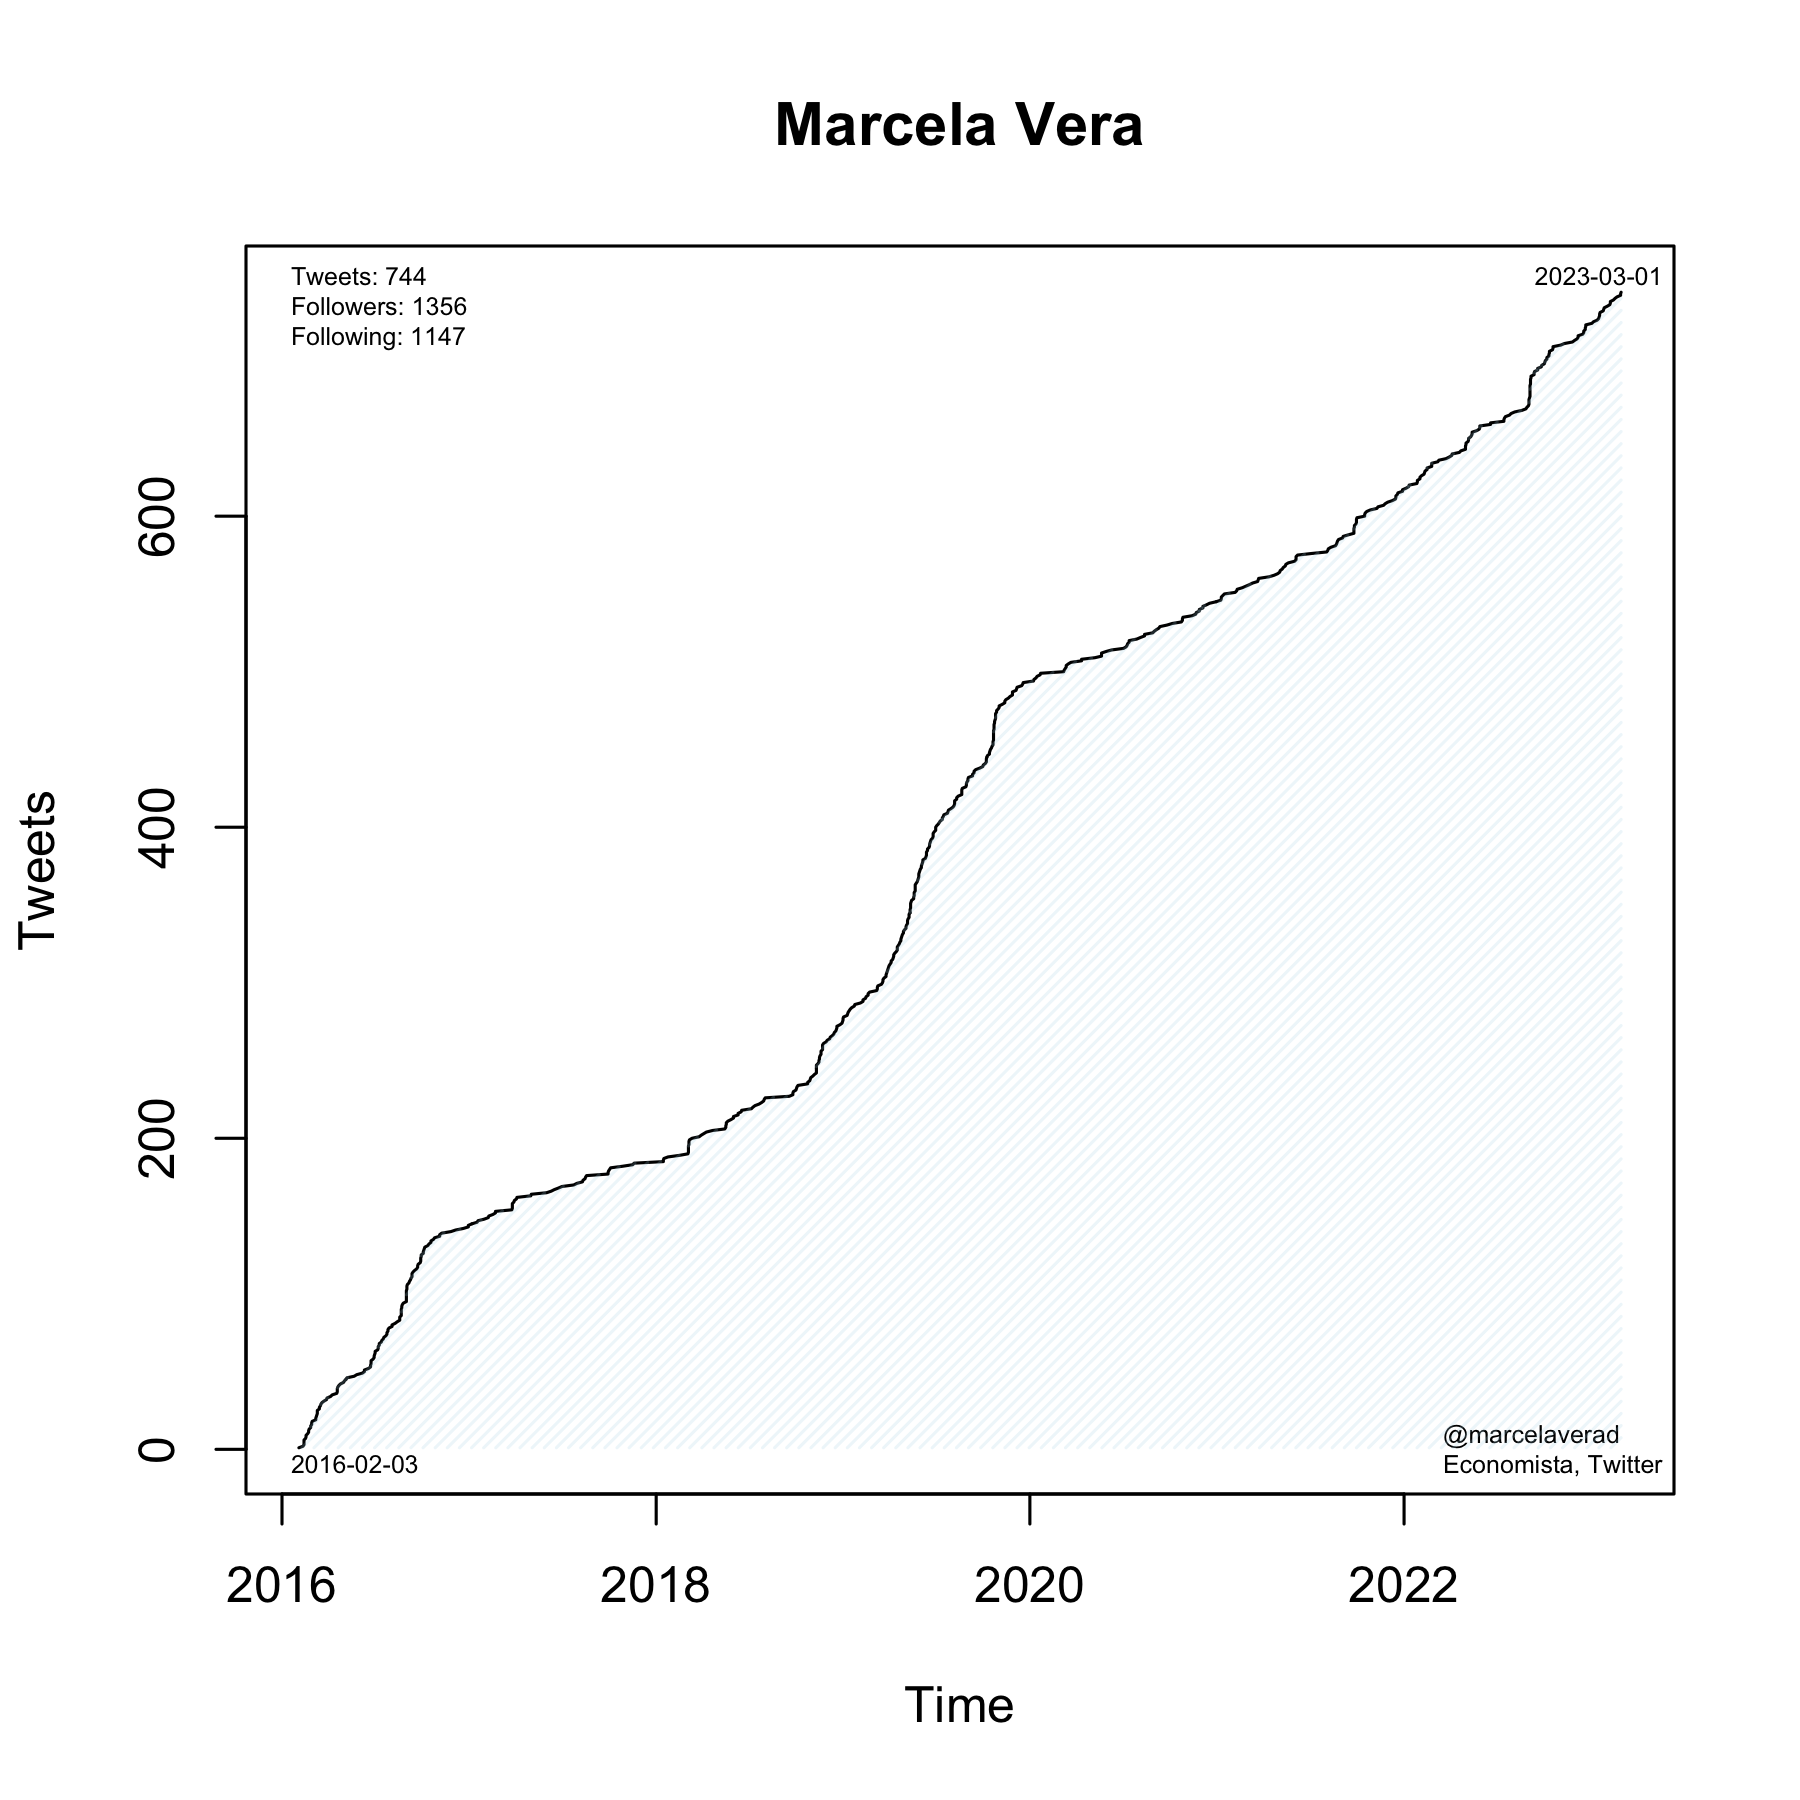 Marcela Vera
Tweets: 744
Followers: 1356
Following: 1147
2023-03-01
Tweets
600
400
200
0
2016-02-03
@marcelaverad
Economista, Twitter
2016 2018 2020 2022
Time